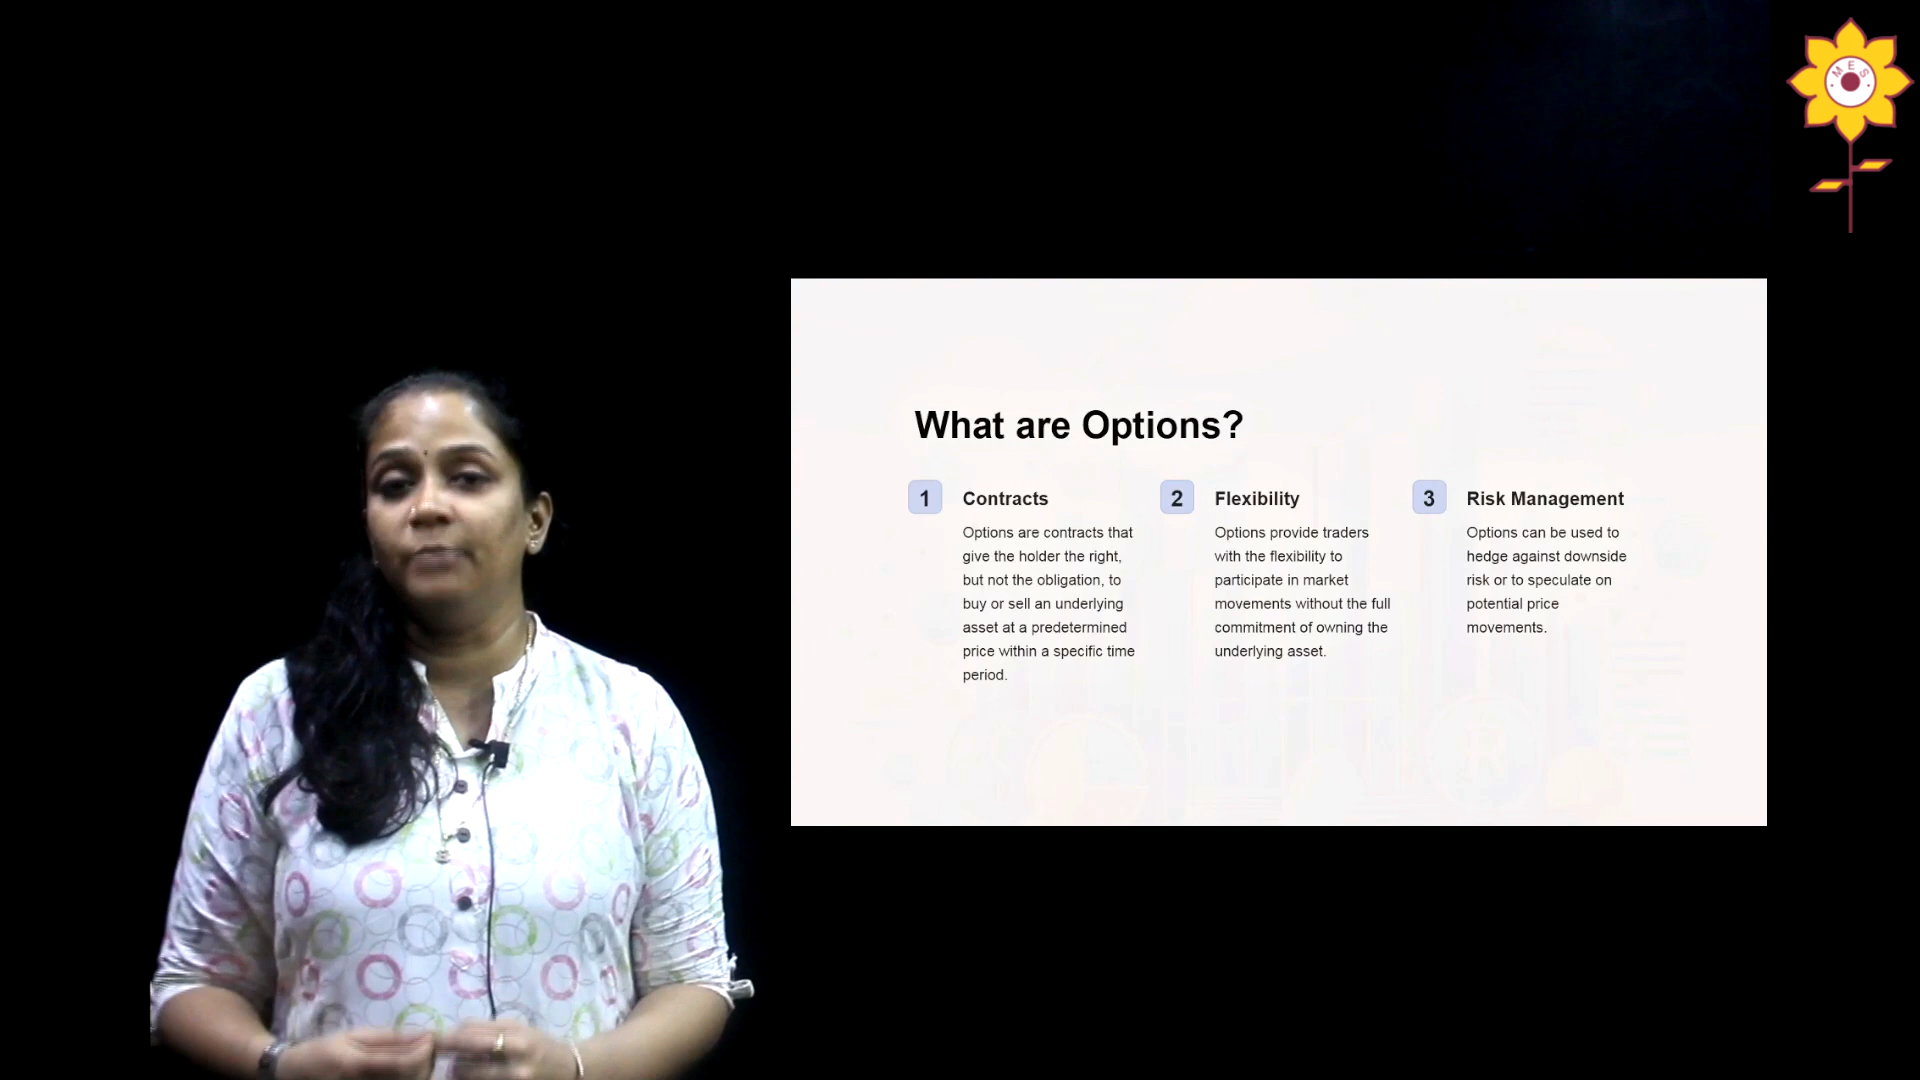 MES
What are Options?
1
Contracts
Options are contracts that
give the holder the right,
but not the obligation, to
buy or sell an underlying
asset at a predetermined
price within a specific time
period.
2
Flexibility
Options provide traders
with the flexibility to
participate in market
movements without the full
commitment of owning the
underlying asset.
3
Risk Management
Options can be used to
hedge against downside
risk or to speculate on
potential price
movements.